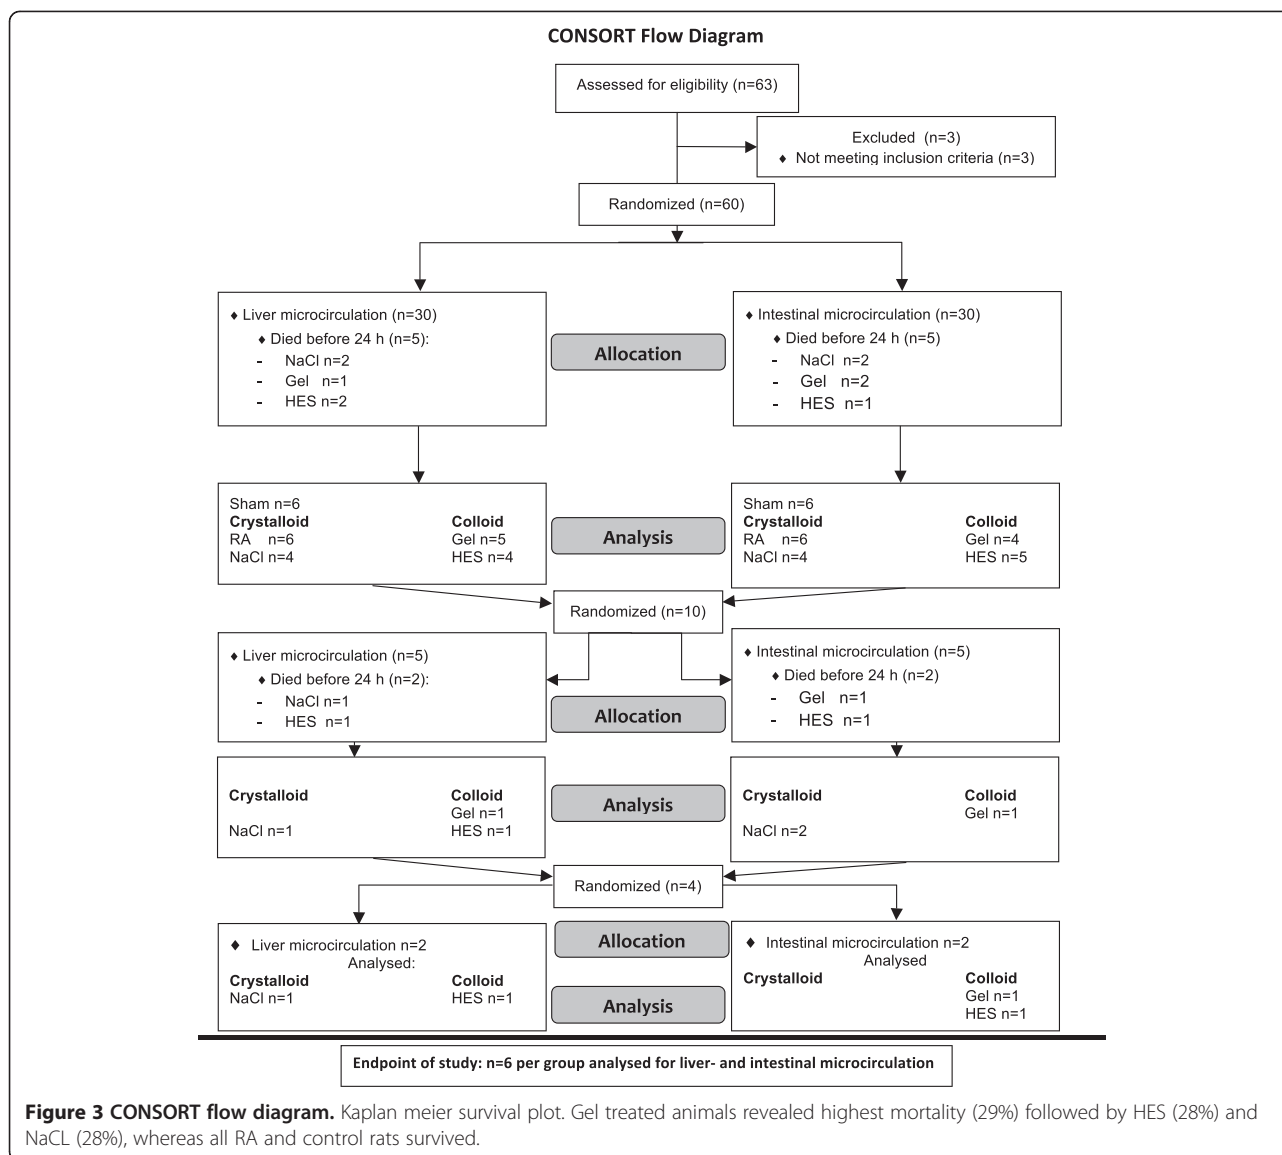 CONSORT Flow Diagram
Assessed for eligibility (n=63)
Excluded (n=3)
♦ Not meeting inclusion criteria (n=3)
Randomized (n=60)
♦ Liver microcirculation (n=30)
♦ Died before 24 h (n=5):
- NaCl n=2
- Gel n=1
- HES n=2
Allocation
♦ Intestinal microcirculation (n=30)
♦ Died before 24 h (n=5)
- NaCl n=2
- Gel n=2
- HES n=1
Sham n=6
Crystalloid Colloid
RA n=6 Gel n=5
NaCl n=4 HES n=4
Analysis
Sham n=6
Crystalloid Colloid
RA n=6 Gel n=4
NaCl n=4 HES n=5
Randomized (n=10)
♦ Liver microcirculation (n=5)
♦ Died before 24 h (n=2):
- NaCl n=1
- HES n=1
Allocation
♦ Intestinal microcirculation (n=5)
♦ Died before 24 h (n=2)
- Gel n=1
- HES n=1
Crystalloid Colloid
Gel n=1
NaCl n=1 HES n=1
Analysis
Crystalloid Colloid
Gel n=1
NaCl n=2
Randomized (n=4)
♦ Liver microcirculation n=2
Analysed:
Crystalloid Colloid
NaCl n=1 HES n=1
Allocation
Analysis
♦ Intestinal microcirculation n=2
Analysed
Crystalloid Colloid
Gel n=1
HES n=1
Endpoint of study: n=6 per group analysed for liver- and intestinal microcirculation
Figure 3 CONSORT flow diagram. Kaplan meier survival plot. Gel treated animals revealed highest mortality (29%) followed by HES (28%) and
NaCL (28%), whereas all RA and control rats survived.